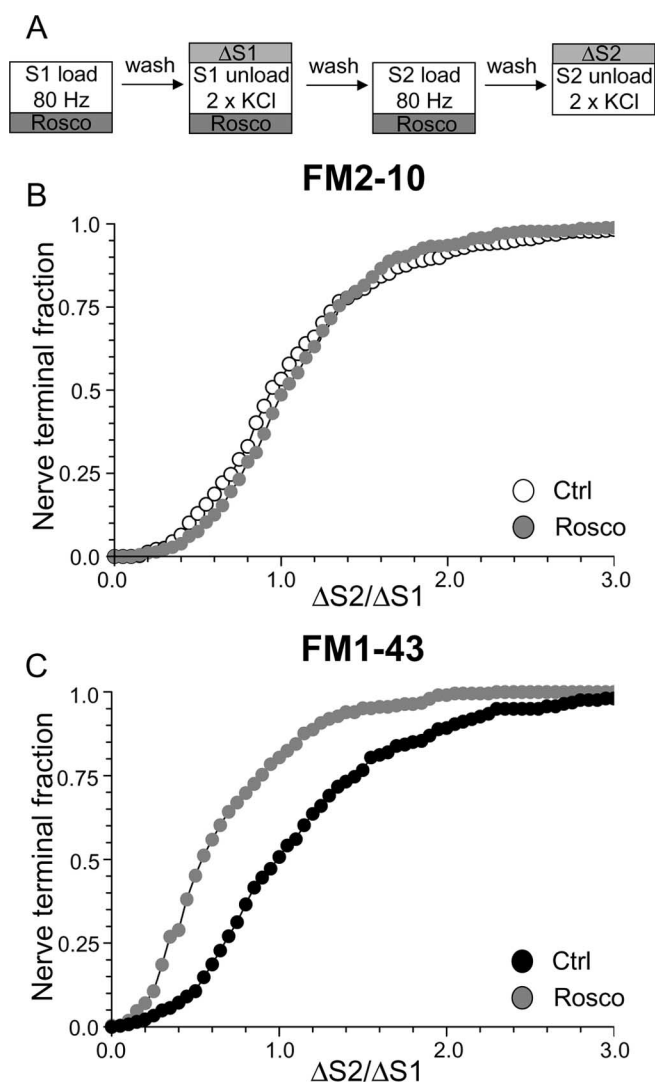 A
S1 load
80 Hz
Rosco
wash
ΔS1
S1 unload
2 x KCl
Rosco
wash
S2 load
80 Hz
Rosco
wash
ΔS2
S2 unload
2 x KCl
FM2-10
B
Nerve terminal fraction
1.0
0.75
0.5
0.25
0.0
0.0
1.0
2.0
3.0
ΔS2/ΔS1
Ctrl
Rosco
FM1-43
C
Nerve terminal fraction
1.0
0.75
0.5
0.25
0.0
0.0
1.0
2.0
3.0
ΔS2/ΔS1
Ctrl
Rosco